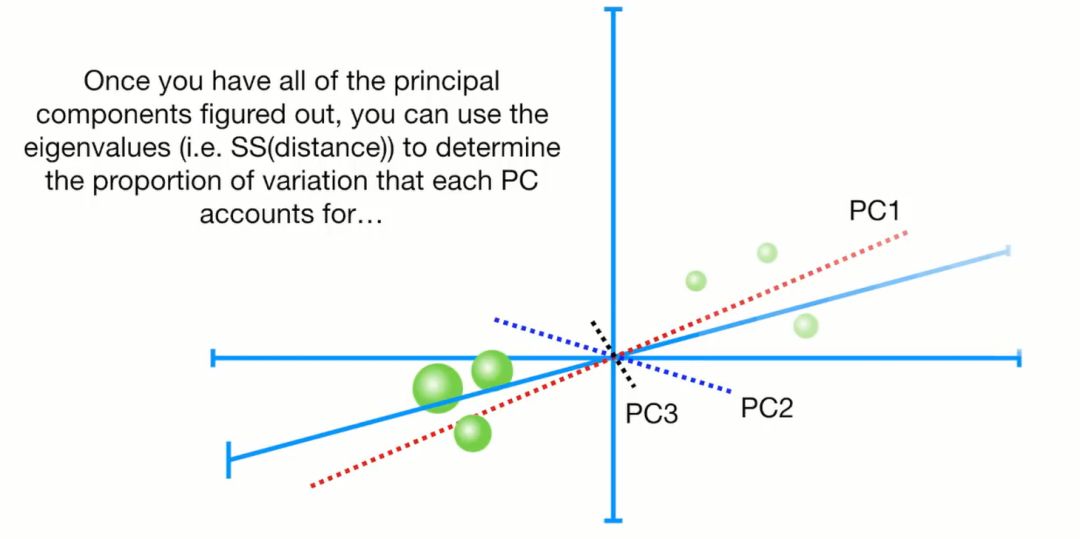 Once you have all of the principal
components figured out, you can use the
eigenvalues (i.e. SS(distance)) to determine
the proportion of variation that each PC
accounts for…
PC1
PC3
PC2